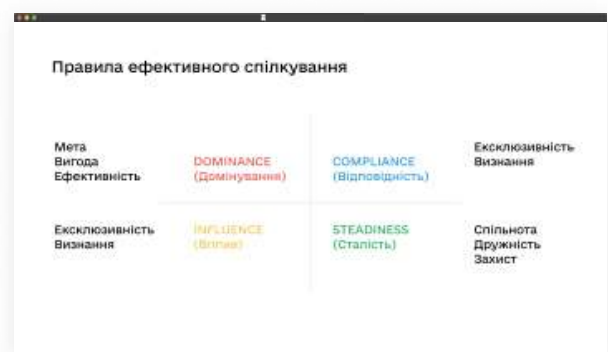 Правила ефективного спілкування
Мета
Вигода
Ефективність
DOMINANCE
(Домінування)
COMPLIANCE
(Відповідність)
Ексклюзивність
Визнання
Ексклюзивність
Визнання
INFLUENCE
(Вплив)
STEADINESS
(Сталість)
Спільнота
Дружність
Захист